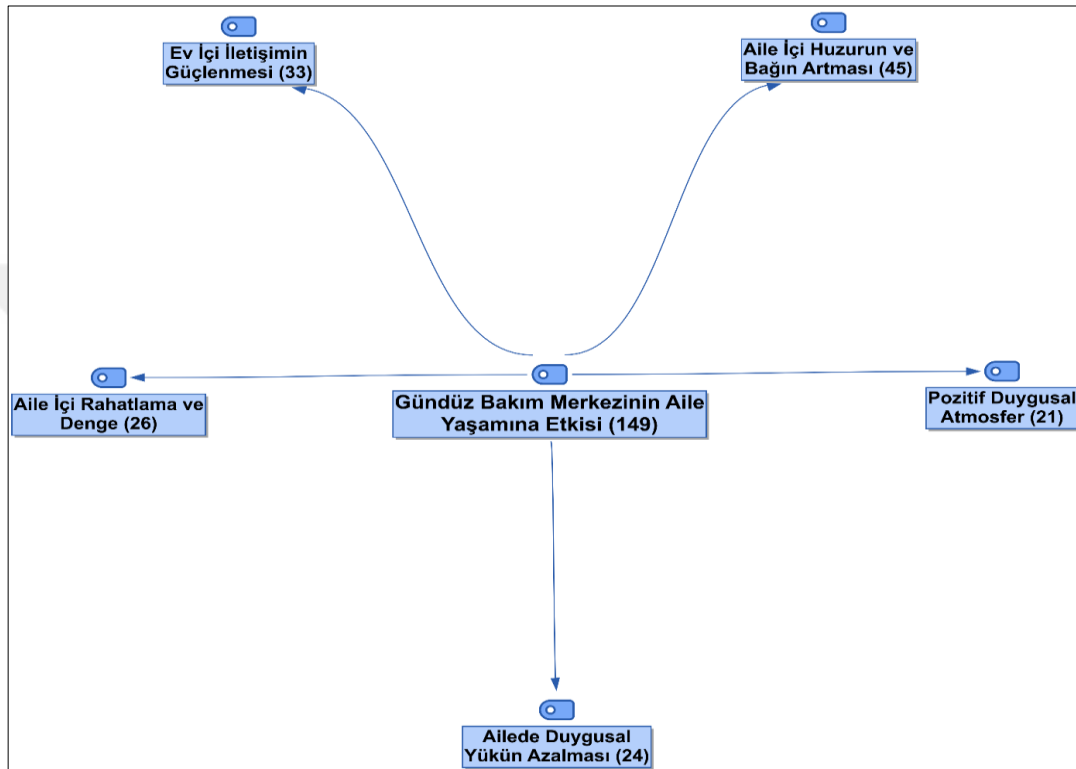 Ev İçi İletişimin
Güçlenmesi (33)
Aile İçi Huzurun ve
Bağın Artması (45)
Aile İçi Rahatlama ve
Denge (26)
Gündüz Bakım Merkezinin Aile
Yaşamına Etkisi (149)
Pozitif Duygusal
Atmosfer (21)
Ailede Duygusal
Yükün Azalması (24)